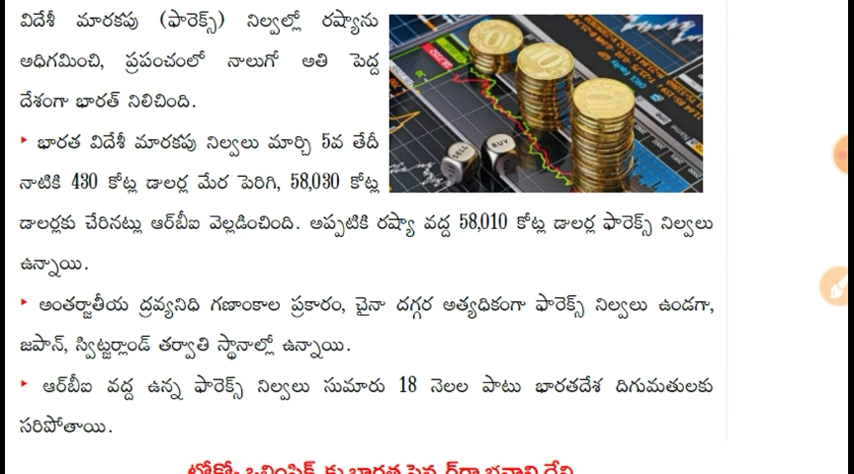 విదేశీ మారకపు (ఫారెక్స్) నిల్వల్లో రష్యాను
అధిగమించి, ప్రపంచంలో నాలుగో అతి పెద్ద
దేశంగా భారత్ నిలిచింది.
‣ భారత విదేశీ మారకపు నిల్వలు మార్చి 5వ తేదీ
నాటికి 430 కోట్ల డాలర్ల మేర పెరిగి, 58,030 కోట్ల
డాలర్లకు చేరినట్లు ఆర్‌బీఐ వెల్లడించింది. అప్పటికి రష్యా వద్ద 58,010 కోట్ల డాలర్ల ఫారెక్స్ నిల్వలు
ఉన్నాయి.
‣ అంతర్జాతీయ ద్రవ్యనిధి గణాంకాల ప్రకారం, చైనా దగ్గర అత్యధికంగా ఫారెక్స్ నిల్వలు ఉండగా,
జపాన్, స్విట్జర్లాండ్ తర్వాతి స్థానాల్లో ఉన్నాయి.
‣ ఆర్‌బీఐ వద్ద ఉన్న ఫారెక్స్ నిల్వలు సుమారు 18 నెలల పాటు భారతదేశ దిగుమతులకు
సరిపోతాయి.
SELL
BUY